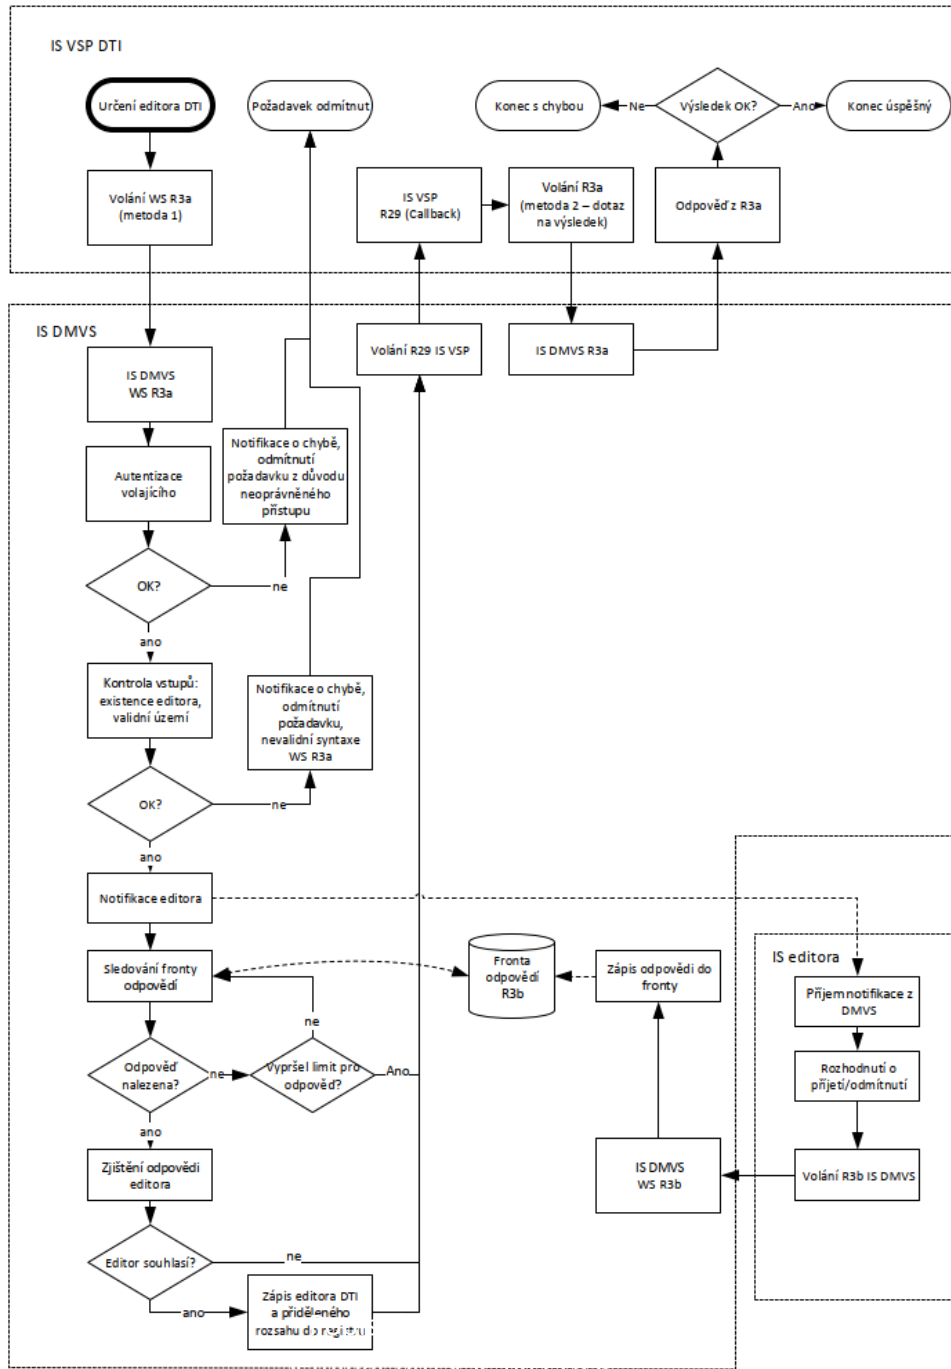 IS VSP DTI
Určení editora DTI
Požadavek odmítnut
Konec s chybou
Ne
Výsledek OK?
Ano
Konec úspěšný
Volání WS R3a
(metoda 1)
IS VSP
R29 (Callback)
Volání R3a
(metoda 2 – dotaz
na výsledek)
Odpověď z R3a
IS DMVS
IS DMVS
WS R3a
Volání R29 IS VSP
IS DMVS R3a
Autentizace
volajícího
Notifikace o chybě,
odmítnutí
požadavku z důvodu
neoprávněného
přístupu
OK?
ne
ano
Kontrola vstupů:
existence editora,
validní území
Notifikace o chybě,
odmítnutí
požadavku,
nevalidní syntaxe
WS R3a
OK?
ne
ano
Notifikace editora
Sledování fronty
odpovědí
Fronta
odpovědí
R3b
Zápis odpovědi do
fronty
IS editora
Příjem notifikace z
DMVS
ne
Odpověď
nalezena?
ne
Vypršel limit pro
odpověď?
Ano
Rozhodnutí o
přijetí/odmítnutí
ano
Zjištění odpovědi
editora
IS DMVS
WS R3b
Volání R3b IS DMVS
Editor souhlasí?
ne
ano
Zápis editora DTI
a přiděleného
rozsahu do registru